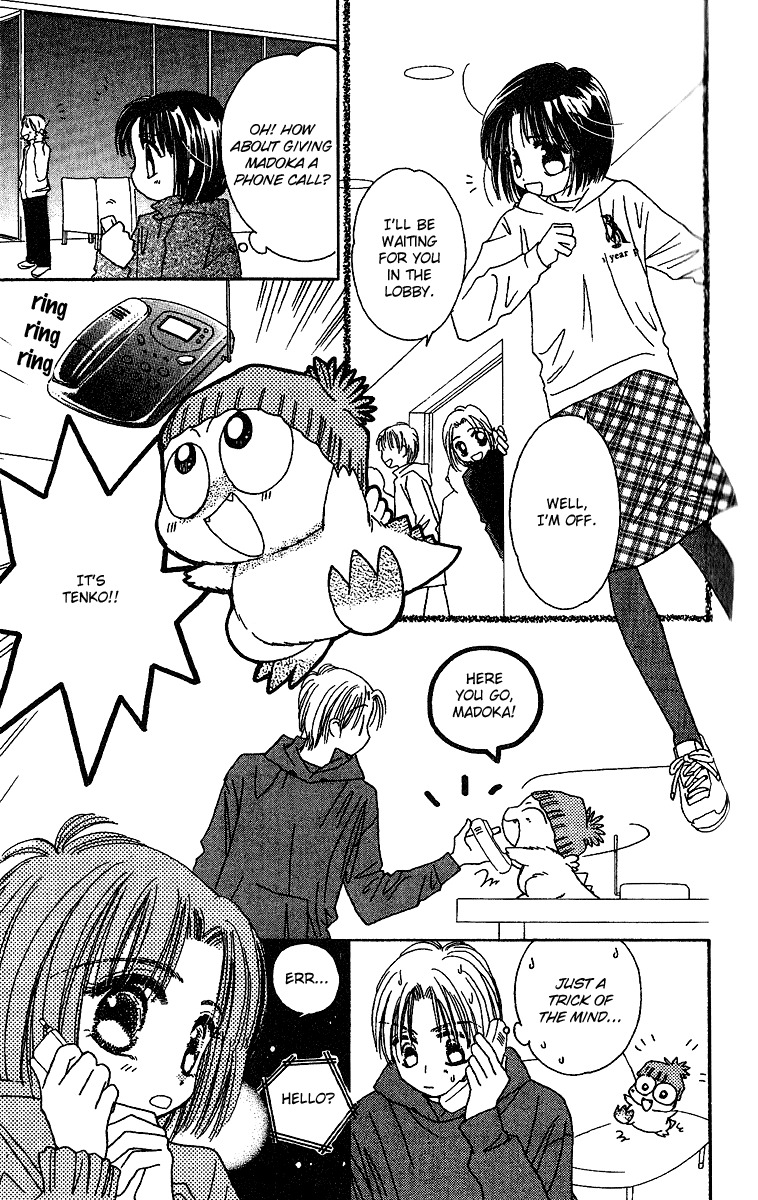 I'LL BE
WAITING
FOR YOU
IN THE
LOBBY.
year
WELL,
I'M OFF.
OH! HOW
ABOUT GIVING
MADOKA A
PHONE CALL?
ring
ring
ring
IT'S
TENKO!!
HERE
YOU GO,
MADOKA!
JUST A
TRICK OF
THE MIND...
ERR...
HELLO?